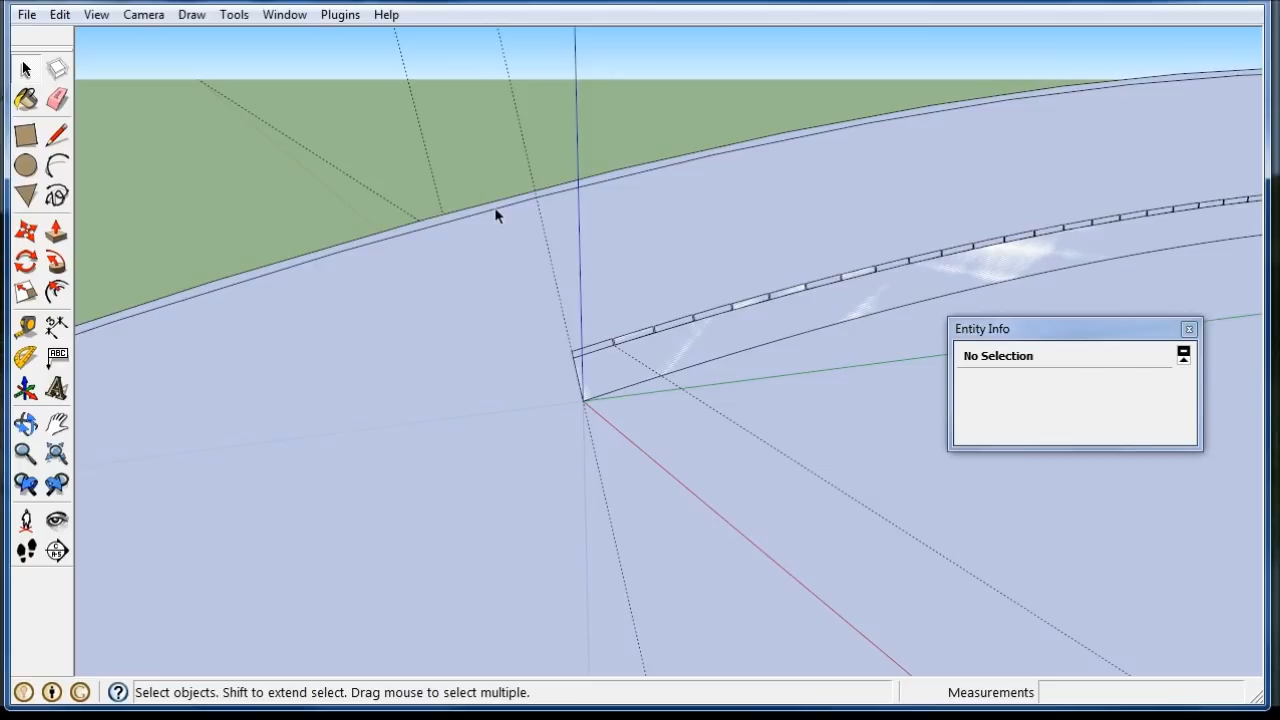 File Edit View Camera Draw Tools Window Plugins Help
ABC
Entity Info
No Selection
Select objects. Shift to extend select. Drag mouse to select multiple.
Measurements